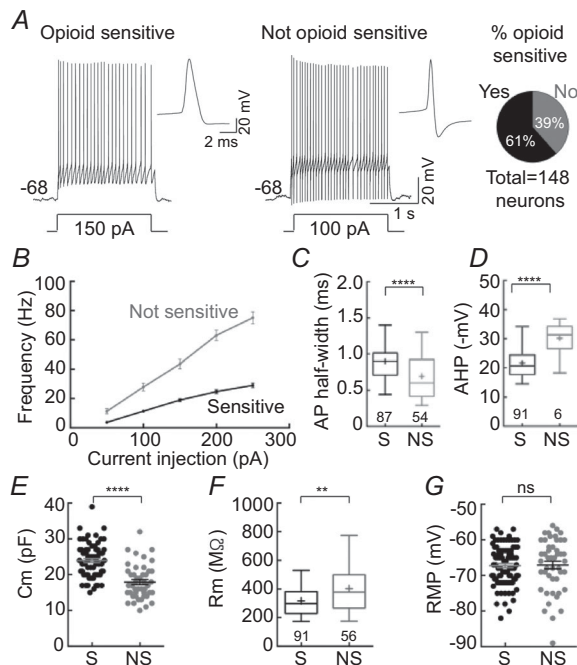 A
Opioid sensitive
20 mV
2 ms
-68
150 pA
Not opioid sensitive
-68
20 mV
1 s
100 pA
% opioid
sensitive
Yes
No
39%
61%
Total=148
neurons
B
Frequency
(Hz)
80
60
40
20
0
Not sensitive
Sensitive
0 100 200 300
Current injection (pA)
C
AP half-width (ms)
2.0
1.5
1.0
0.5
0.0
****
87 54
S NS
D
AHP (-mV)
50
40
30
20
10
0
****
91 6
S NS
E
Cm (pF)
40
30
20
10
0
****
S NS
F
Rm (MΩ)
1000
800
600
400
200
0
**
91 56
S NS
G
RMP (mV)
-50
-60
-70
-80
-90
ns
S NS